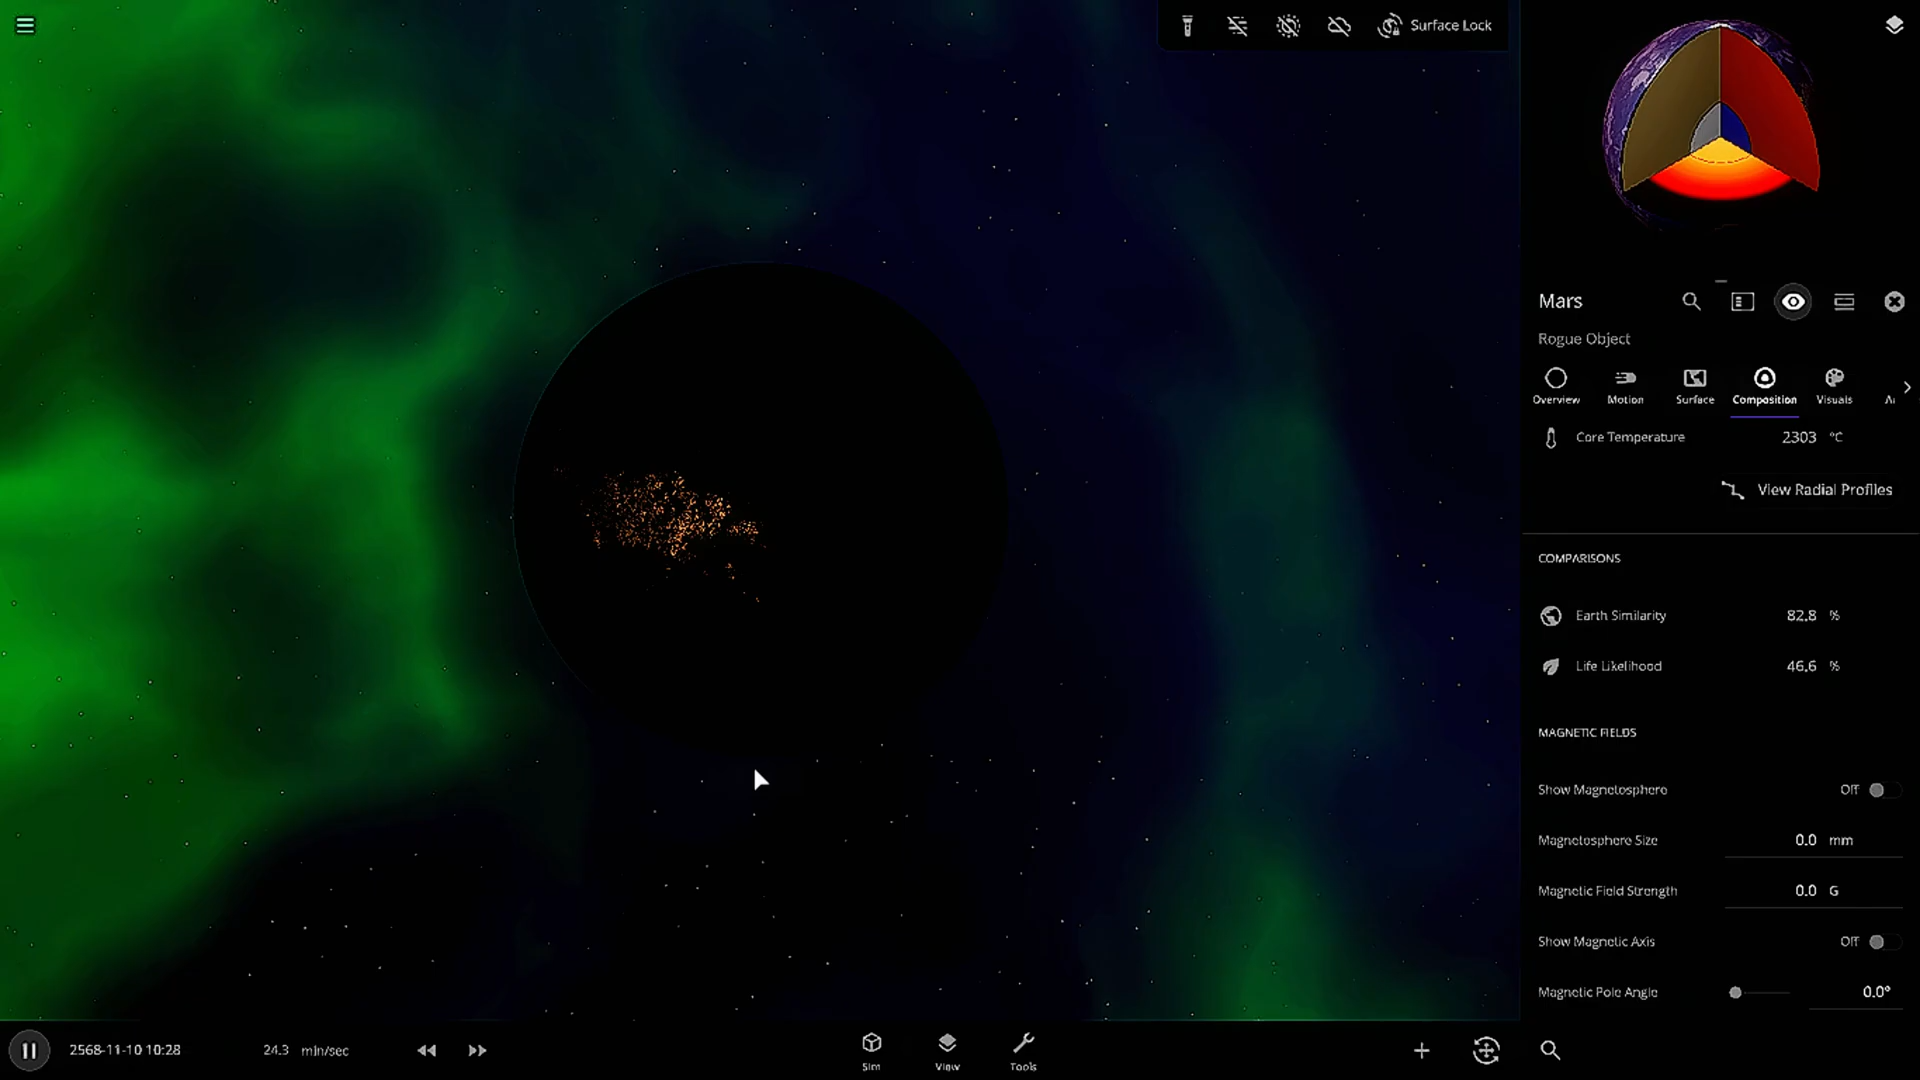 Surface Lock
Mars
Rogue Object
Overview
Motion
Surface
Composition
Visuals
Core Temperature 2303 °C
View Radial Profiles
COMPARISONS
Earth Similarity 82.8 %
Life Likelihood 46.6 %
MAGNETIC FIELDS
Show Magnetosphere Off
Magnetosphere Size 0.0 mm
Magnetic Field Strength 0.0 G
Show Magnetic Axis Off
Magnetic Pole Angle 0.0°
2568-11-10 10:28 24.3 min/sec
Sim
View
Tools